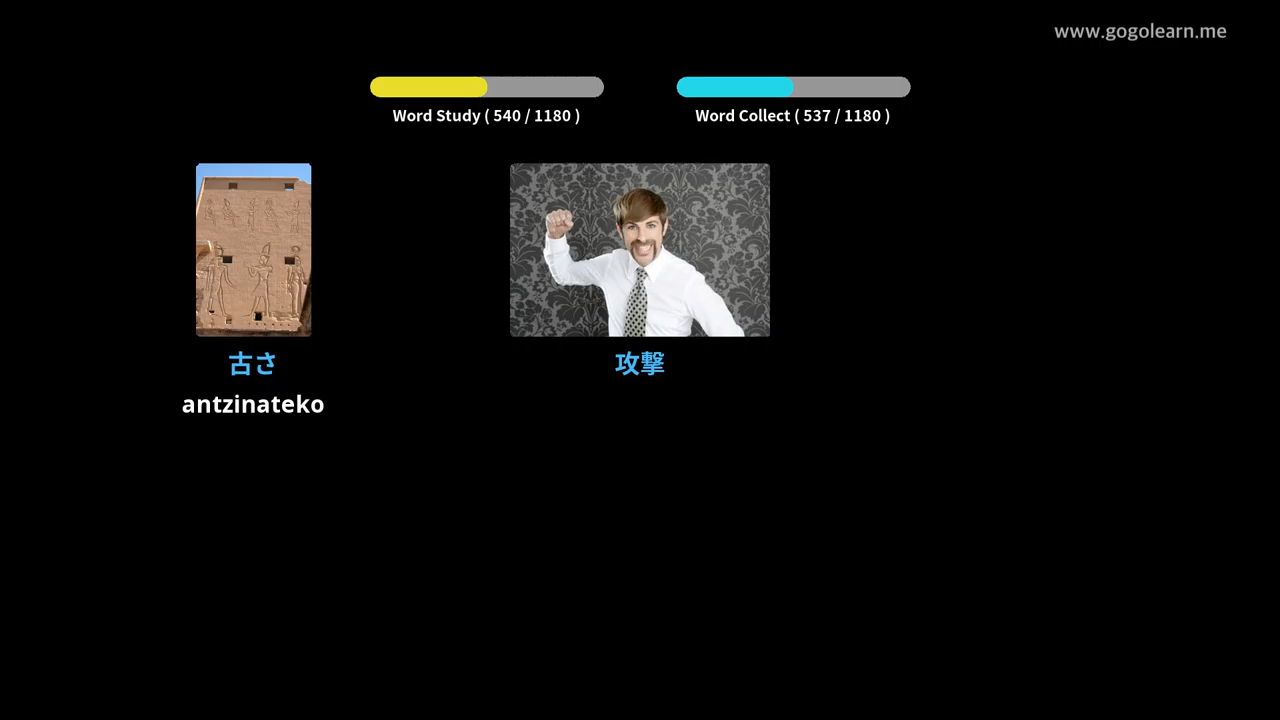 www.gogolearn.me
Word Study ( 540 / 1180 )
Word Collect ( 537 / 1180 )
古さ
攻撃
antzinateko